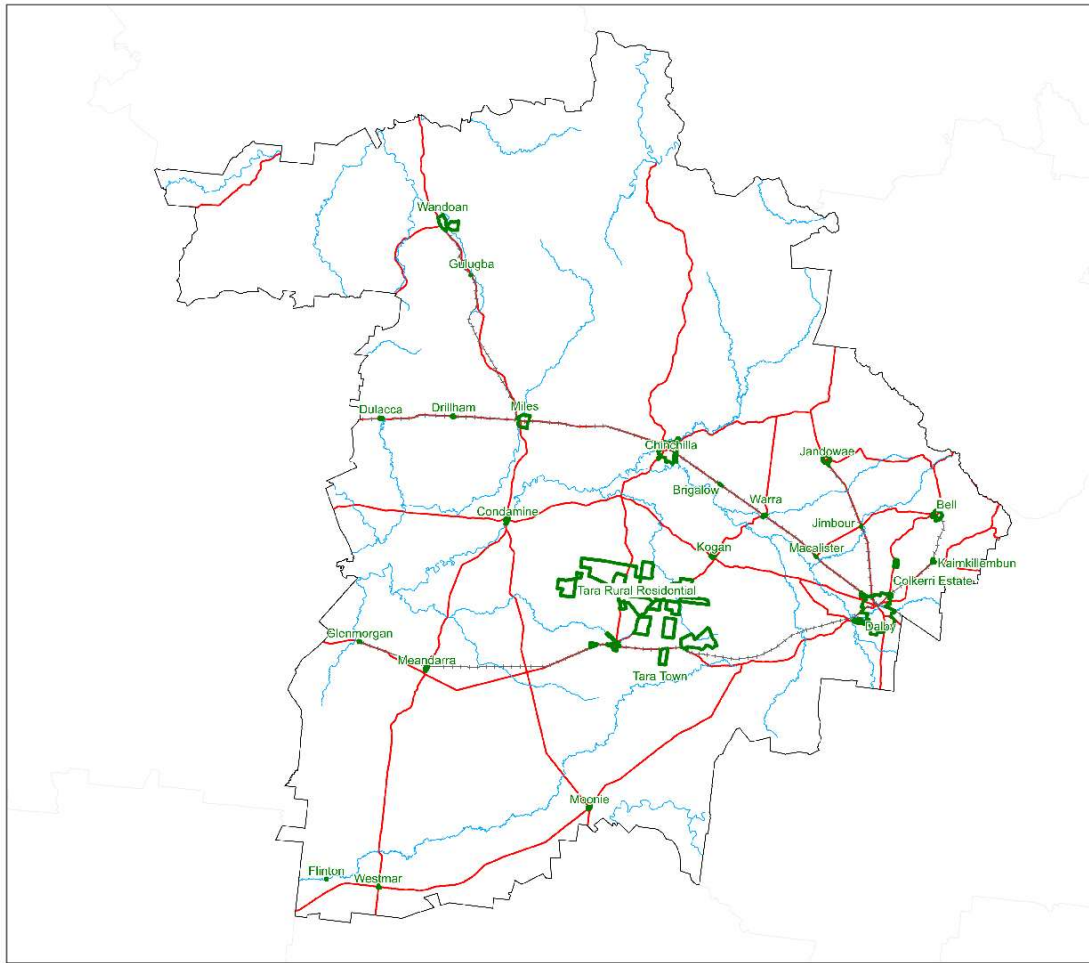 Wandoan
Gulugba
Dulacca
Drillham
Miles
Chinchilla
Jandowae
Brigalow
Warra
Bell
Condamine
Jimbour
Kogan
Macalister
Kaimkillembun
Tara Rural Residential
Colkerri Estate
Dalby
Glenmorgan
Meandarra
Tara Town
Moonie
Flinton
Westmar